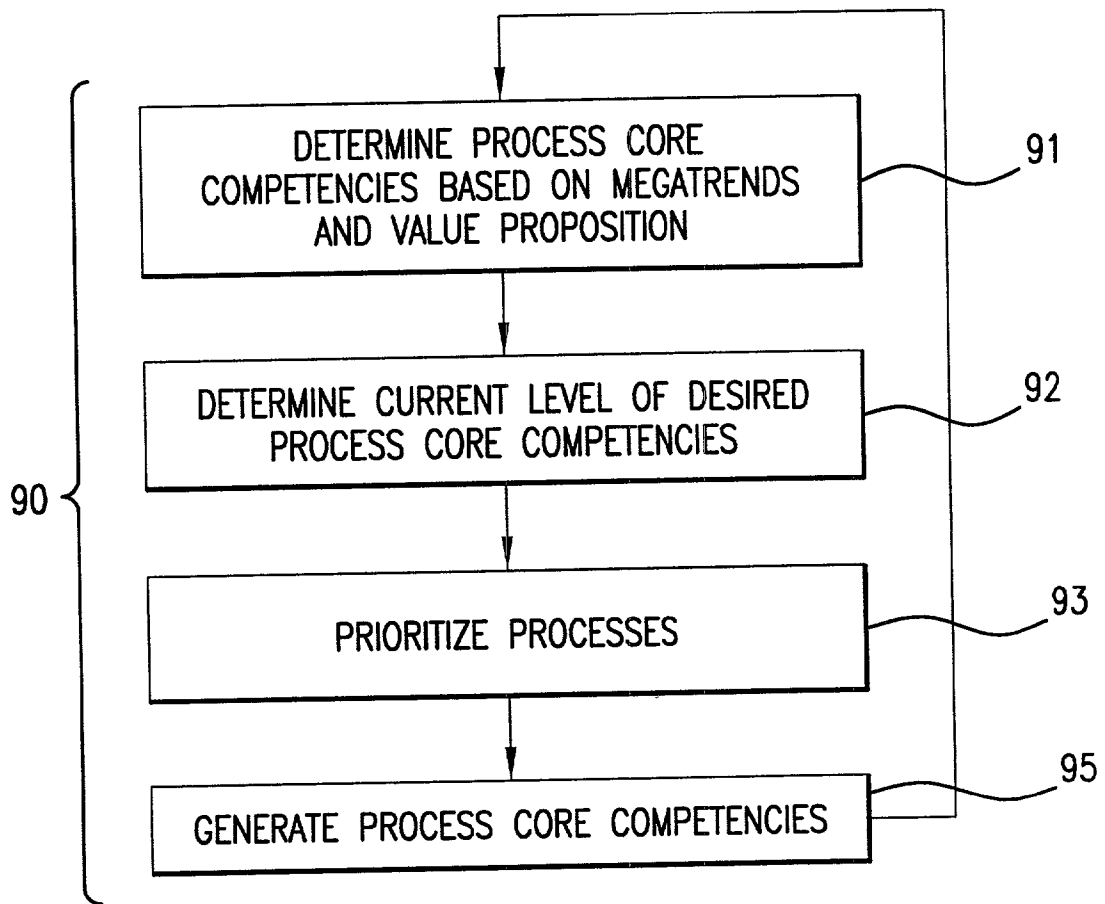 DETERMINE PROCESS CORE
COMPETENCIES BASED ON MEGATRENDS
AND VALUE PROPOSITION
91
DETERMINE CURRENT LEVEL OF DESIRED
PROCESS CORE COMPETENCIES
92
90
PRIORITIZE PROCESSES
93
GENERATE PROCESS CORE COMPETENCIES
95